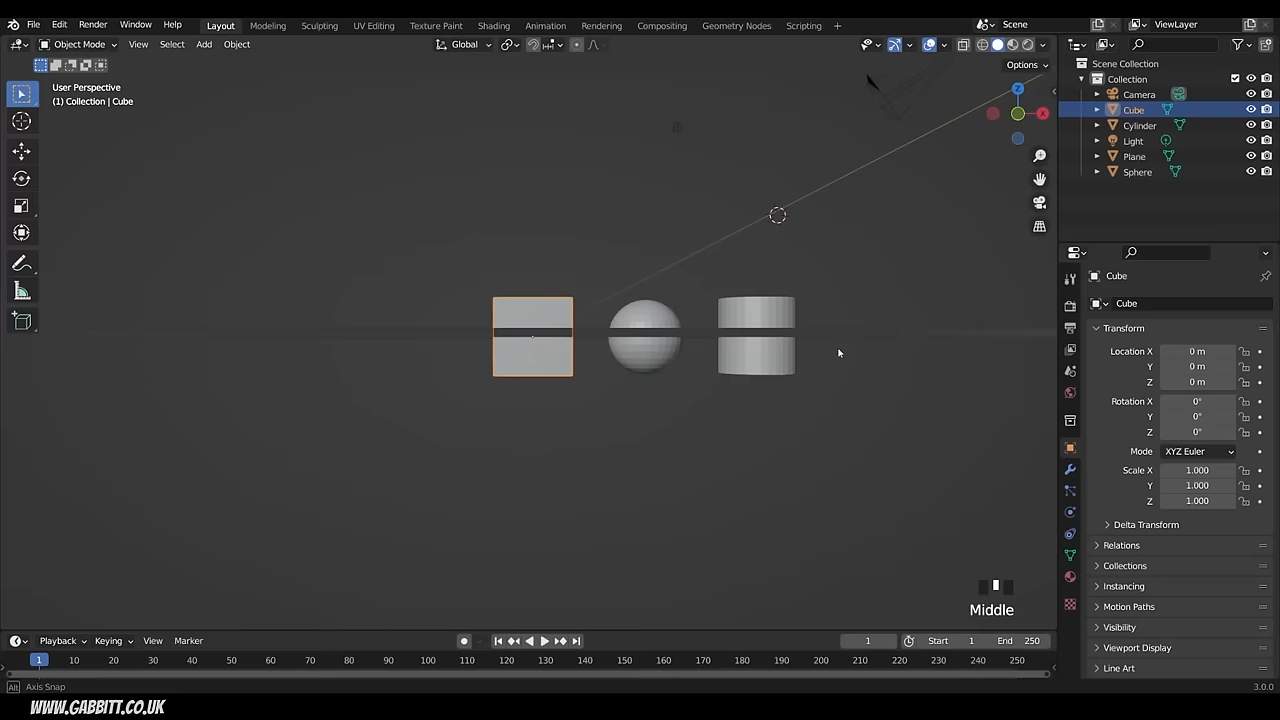 File Edit Render Window Help Layout Modeling Sculpting UV Editing Texture Paint Shading Animation Rendering Compositing Geometry Nodes Scripting + Scene ViewLayer
Object Mode View Select Add Object Global
Options
User Perspective
(1) Collection | Cube
Z
X
Scene Collection
Collection
Camera
Cube
Cylinder
Light
Plane
Sphere
Cube
Cube
Transform
Location X 0 m
Y 0 m
Z 0 m
Rotation X 0°
Y 0°
Z 0°
Mode XYZ Euler
Scale X 1.000
Y 1.000
Z 1.000
Delta Transform
Relations
Collections
Instancing
Motion Paths
Visibility
Viewport Display
Line Art
Middle
Playback Keying View Marker 1 Start 1 End 250
1 10 20 30 40 50 60 70 80 90 100 110 120 130 140 150 160 170 180 190 200 210 220 230 240 250
Alt Axis Snap 3.0.0
WWW.GABBITT.CO.UK